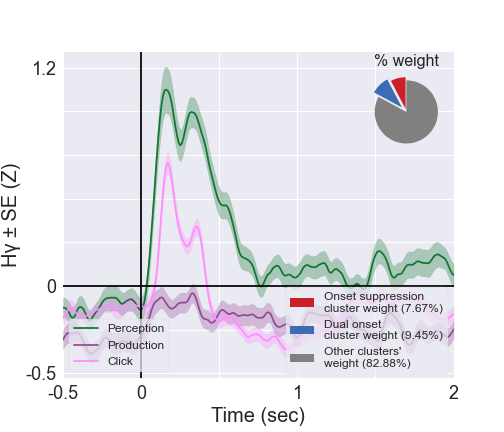 % weight
1.2
0
-0.5
Hγ ± SE (Z)
Perception
Production
Click
Onset suppression
cluster weight (7.67%)
Dual onset
cluster weight (9.45%)
Other clusters'
weight (82.88%)
-0.5
0
1
2
Time (sec)